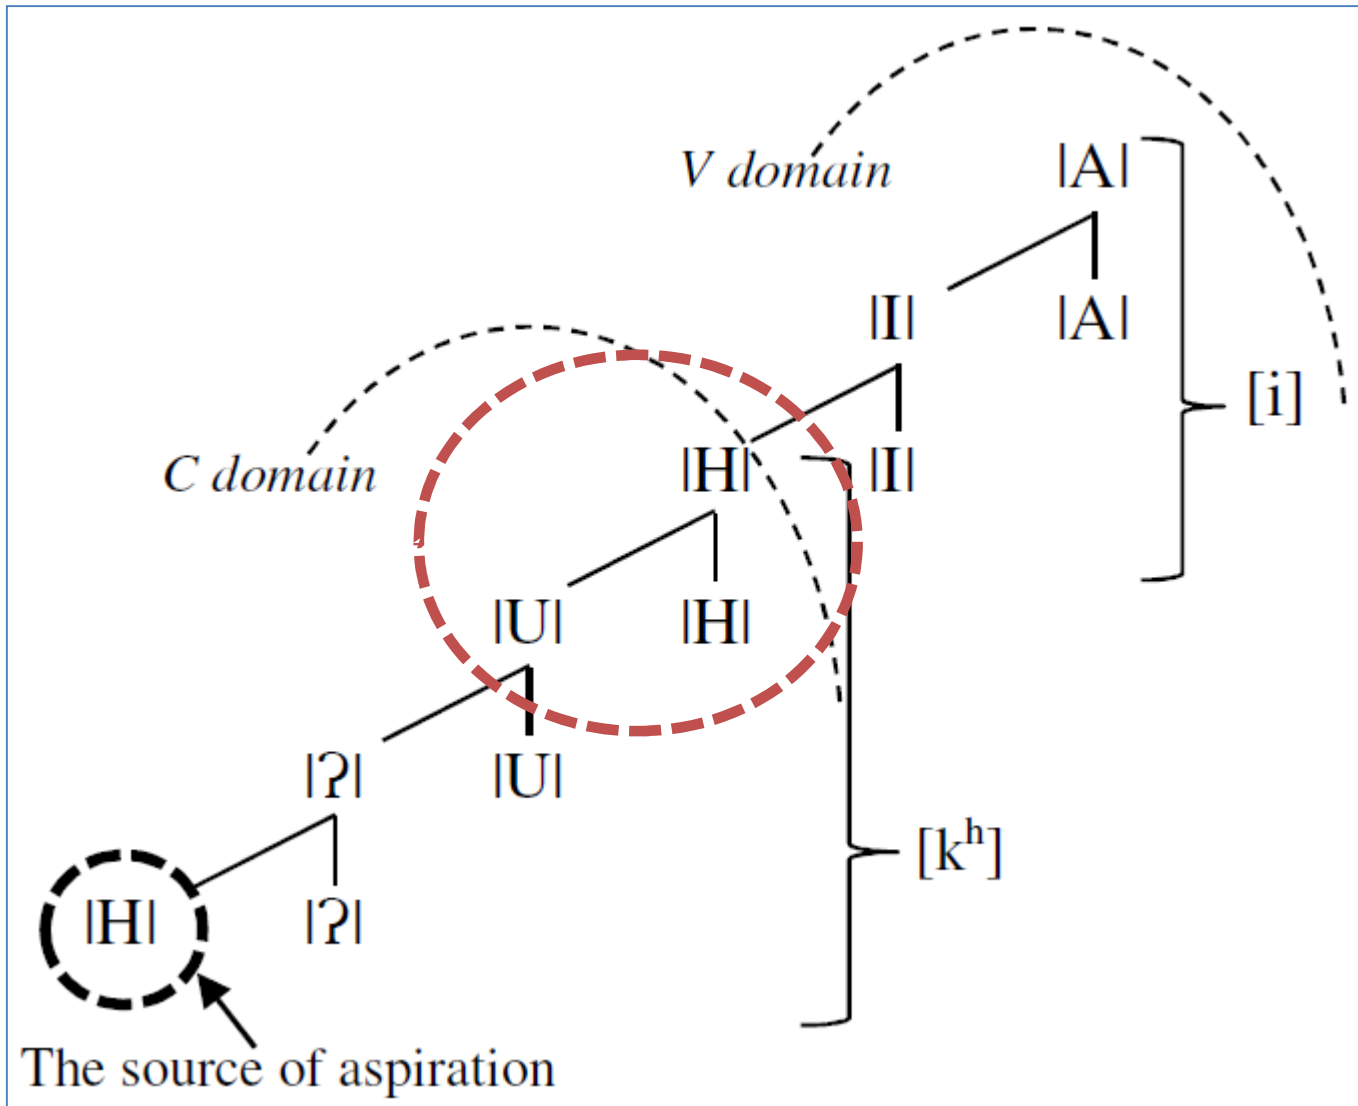 V domain
|A|
|I|
|A|
[i]
C domain
|H|
|I|
|U|
|H|
|ʔ|
|U|
[kʰ]
|H|
|ʔ|
The source of aspiration